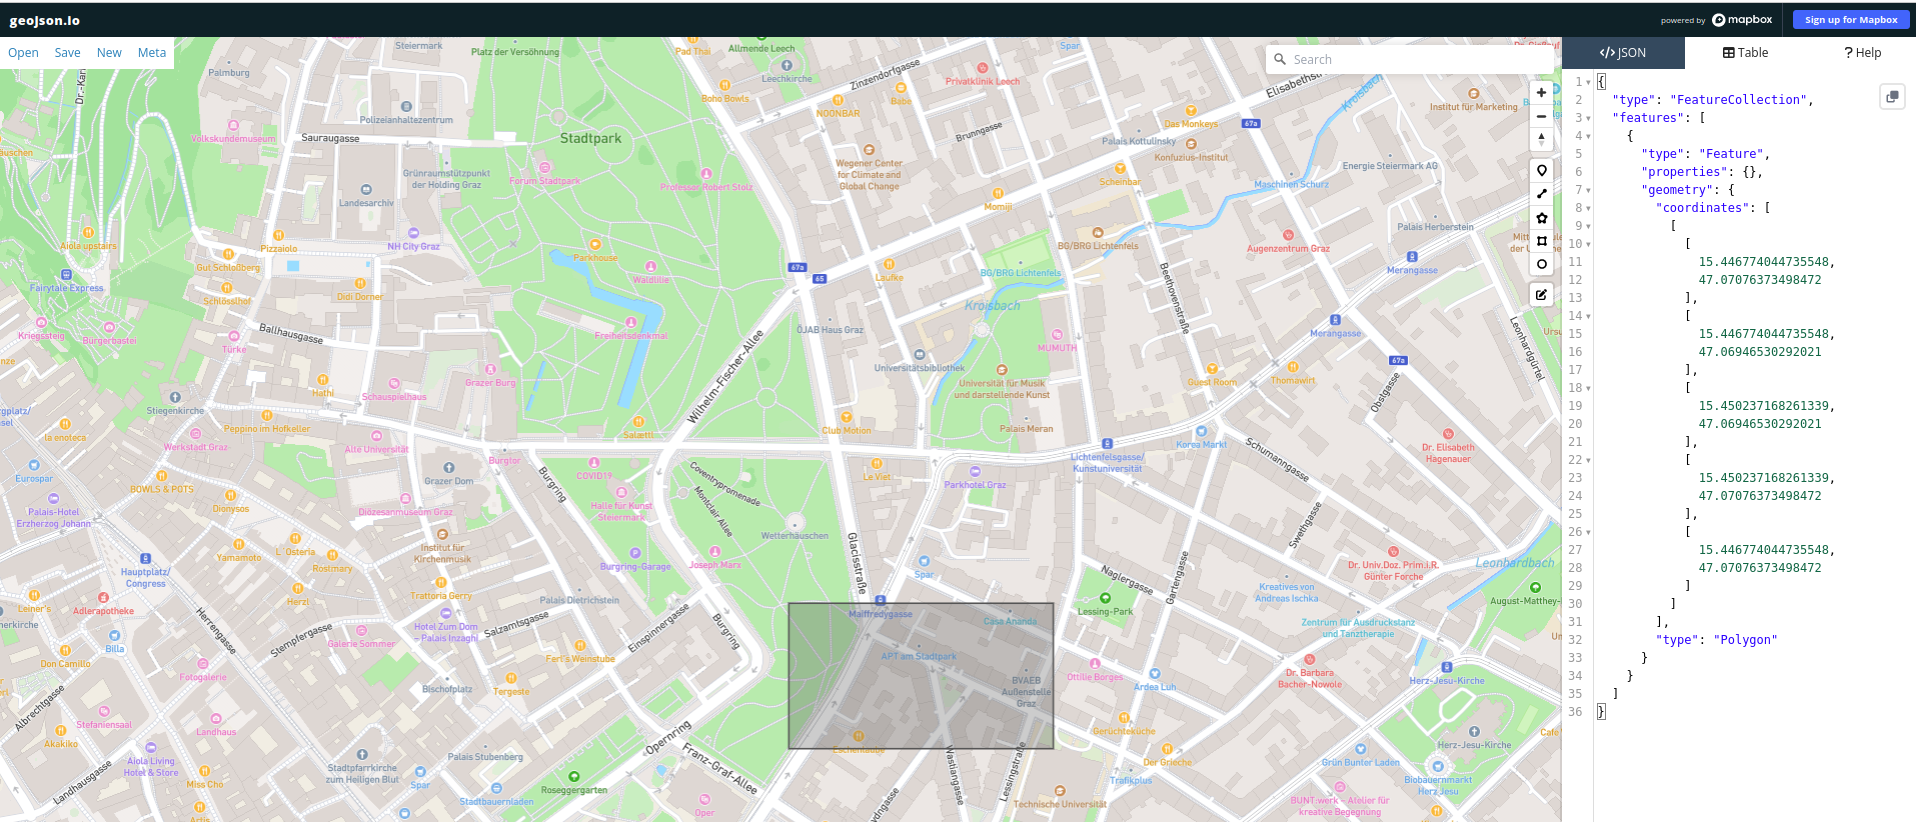 geojson.io
powered by mapbox
Sign up for Mapbox
Open Save New Meta
Search
JSON
Table
? Help
1 {
2 "type": "FeatureCollection",
3 "features": [
4 {
5 "type": "Feature",
6 "properties": {},
7 "geometry": {
8 "coordinates": [
9 [
10 [
11 15.446774044735548,
12 47.07076373498472
13 ],
14 [
15 15.446774044735548,
16 47.06946530292021
17 ],
18 [
19 15.450237168261339,
20 47.06946530292021
21 ],
22 [
23 15.450237168261339,
24 47.07076373498472
25 ],
26 [
27 15.446774044735548,
28 47.07076373498472
29 ]
30 ]
31 ],
32 "type": "Polygon"
33 }
34 }
35 ]
36 }
Steiermark
Platz der Versöhnung
Pad Thai
Allmende Leech
Spar
Palmburg
Leechkirche
Zinzendorfgasse
Privatklinik Leech
Elisabethstr
Kroisbach
Boho Bowls
Babe
NOONBAR
Institut für Marketing
Polizeianhaltezentrum
Das Monkeys
67a
Volkskundemuseum
Sauraugasse
Stadtpark
Brunngasse
Palais Kottulinsky
Konfuzius-Institut
Wegener Center
for Climate and
Global Change
Energie Steiermark AG
Grünraumstützpunkt
der Holding Graz
Forum Stadtpark
Professor Robert Stolz
Scheinbar
Maschinen Schurz
Landesarchiv
Momiji
Palais Herberstein
Aiola upstairs
Pizzaiolo
NH City Graz
Parkhouse
BG/BRG Lichtenfels
Augenzentrum Graz
Gut Schloßberg
Waldlilie
67a
65
Laufke
BG/BRG Lichtenfels
Merangasse
Fairytale Express
Schlösslhof
Didi Dorner
Beethovenstraße
Kroisbach
Kriegsteig
Bürgerbastei
Ballhausgasse
Türke
Freiheitsdenkmal
ÖJAB Haus Graz
MUMUTH
Merangasse
Leonhardgürtel
Wilhelm-Fischer-Allee
Universitätsbibliothek
67a
Grazer Burg
Hathi
Schauspielhaus
Universität für Musik
und darstellende Kunst
Guest Room
Thomawirt
Obstgasse
Stiegenkirche
la enoteca
Peppino im Hofkeller
Salettl
Club Motion
Palais Meran
Werkstadt Graz
Alte Universität
Korea Markt
Dr. Elisabeth
Hagenauer
Eurospar
Burgtor
COVID19
Coventrypromenade
Le Viet
Lichtenfelsgasse/
Kunstuniversität
Schumanngasse
Grazer Dom
Burgring
Parkhotel Graz
BOWLS & POTS
Dionysos
Diözesanmuseum Graz
Halle für Kunst
Steiermark
Montclair Allee
Palais-Hotel
Erzherzog Johann
Wetterhäuschen
Swethgasse
Yamamoto
L'Osteria
Rostmary
Institut für
Kirchenmusik
Burgring-Garage
Joseph Marx
Glacisstraße
Spar
Dr. Univ.Doz. Prim.i.R.
Günter Forche
Leonhardbach
Hauptplatz/
Congress
Herzl
Trattoria Gerry
Palais Dietrichstein
Naglergasse
Gartengasse
Kreatives von
Andreas Ischka
August-Matthey-
Leiner's
Adlerapotheke
Maiffredygasse
Casa Ananda
Lessing-Park
Herrengasse
Stempfergasse
Galerie Sommer
Hotel Zum Dom
– Palais Inzaghi
Salzamtsgasse
Einspinnergasse
Burgring
Zentrum für Ausdruckstanz
und Tanztherapie
Billa
Don Camillo
Fotogalerie
Ferl's Weinstube
APT am Stadtpark
Ottilie Borges
Ardea Luh
Dr. Barbara
Bacher-Nowole
Herz-Jesu-Kirche
Bischofplatz
Tergeste
BVAEB
Außenstelle
Graz
Albrechtgasse
Stefaniensaal
Landhaus
Opernring
Gerüchteküche
Akakiko
Aiola Living
Hotel & Store
Palais Stubenberg
Franz-Graf-Allee
Eschenlaube
Der Grieche
Herz-Jesu-Kirche
Grün Bunter Laden
Stadtpfarrkirche
zum Heiligen Blut
Spar
Roseggergarten
Wastiangasse
Lessingstraße
Trafikplus
Biobauernmarkt
Herz Jesu
Landhausgasse
Miss Cho
Stadtbauernladen
Oper
Technische Universität
BUNT:werk – Atelier für
kreative Begegnung